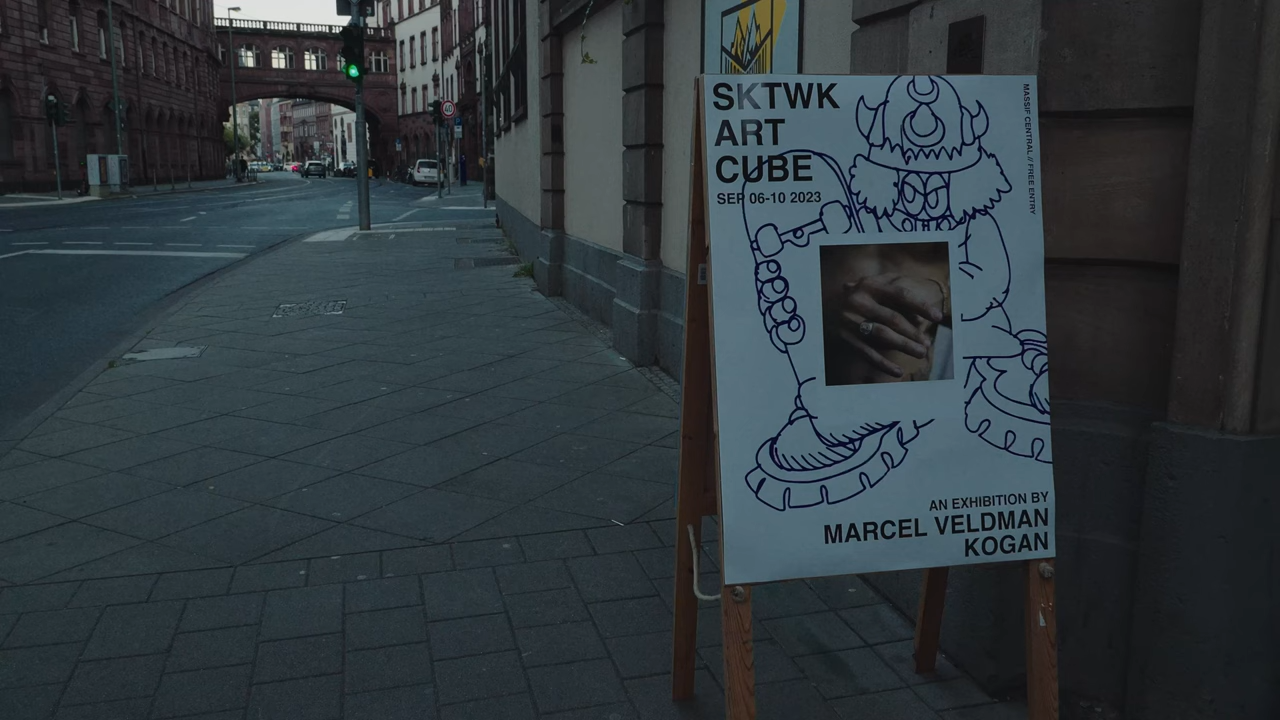 SKTWK
ART
CUBE
SEP 06-10 2023
MASSIF CENTRAL // FREE ENTRY
AN EXHIBITION BY
MARCEL VELDMAN
KOGAN